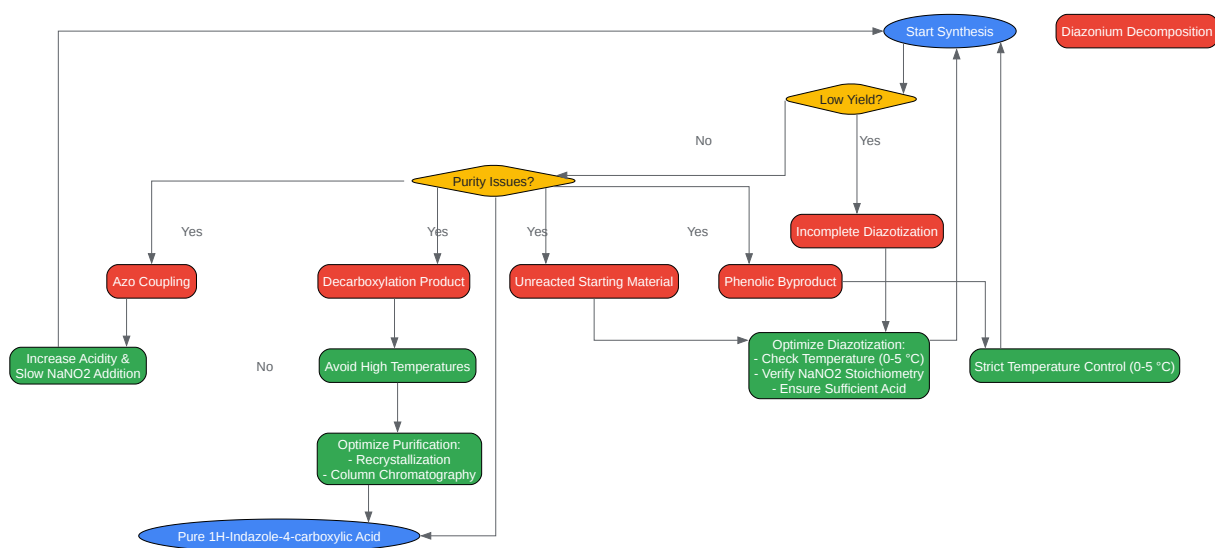 Start Synthesis
Diazonium Decomposition
Low Yield?
No
Yes
Purity Issues?
Yes
Yes
Yes
Yes
Incomplete Diazotization
Azo Coupling
Decarboxylation Product
Unreacted Starting Material
Phenolic Byproduct
Increase Acidity &
Slow NaNO2 Addition
No
Avoid High Temperatures
Optimize Diazotization:
- Check Temperature (0-5 °C)
- Verify NaNO2 Stoichiometry
- Ensure Sufficient Acid
Strict Temperature Control (0-5 °C)
Optimize Purification:
- Recrystallization
- Column Chromatography
Pure 1H-Indazole-4-carboxylic Acid